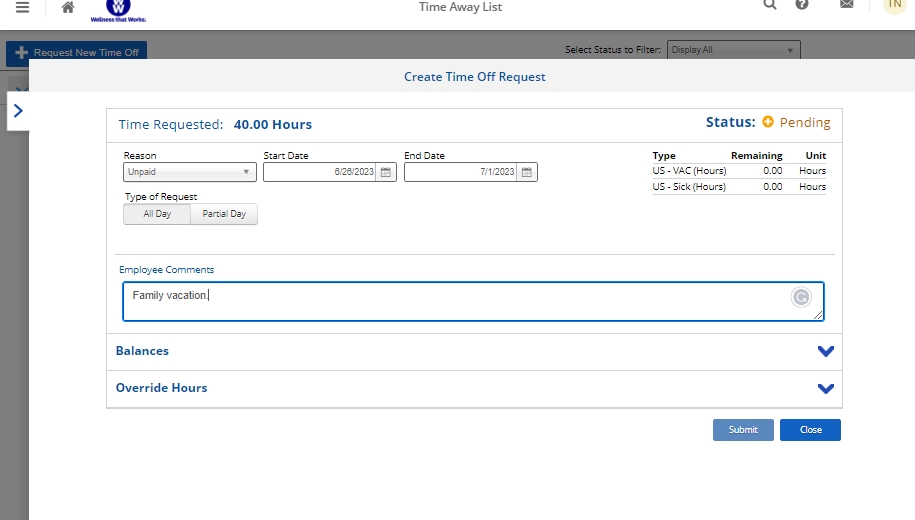 Time Away List
TN
W
W
Wellness that Works.
Request New Time Off
Select Status to Filter: Display All
Create Time Off Request
Time Requested: 40.00 Hours
Status: Pending
Reason
Start Date
End Date
Unpaid
6/26/2023
7/1/2023
Type Remaining Unit
US - VAC (Hours) 0.00 Hours
US - Sick (Hours) 0.00 Hours
Type of Request
All Day
Partial Day
Employee Comments
Family vacation.
Balances
Override Hours
Submit
Close